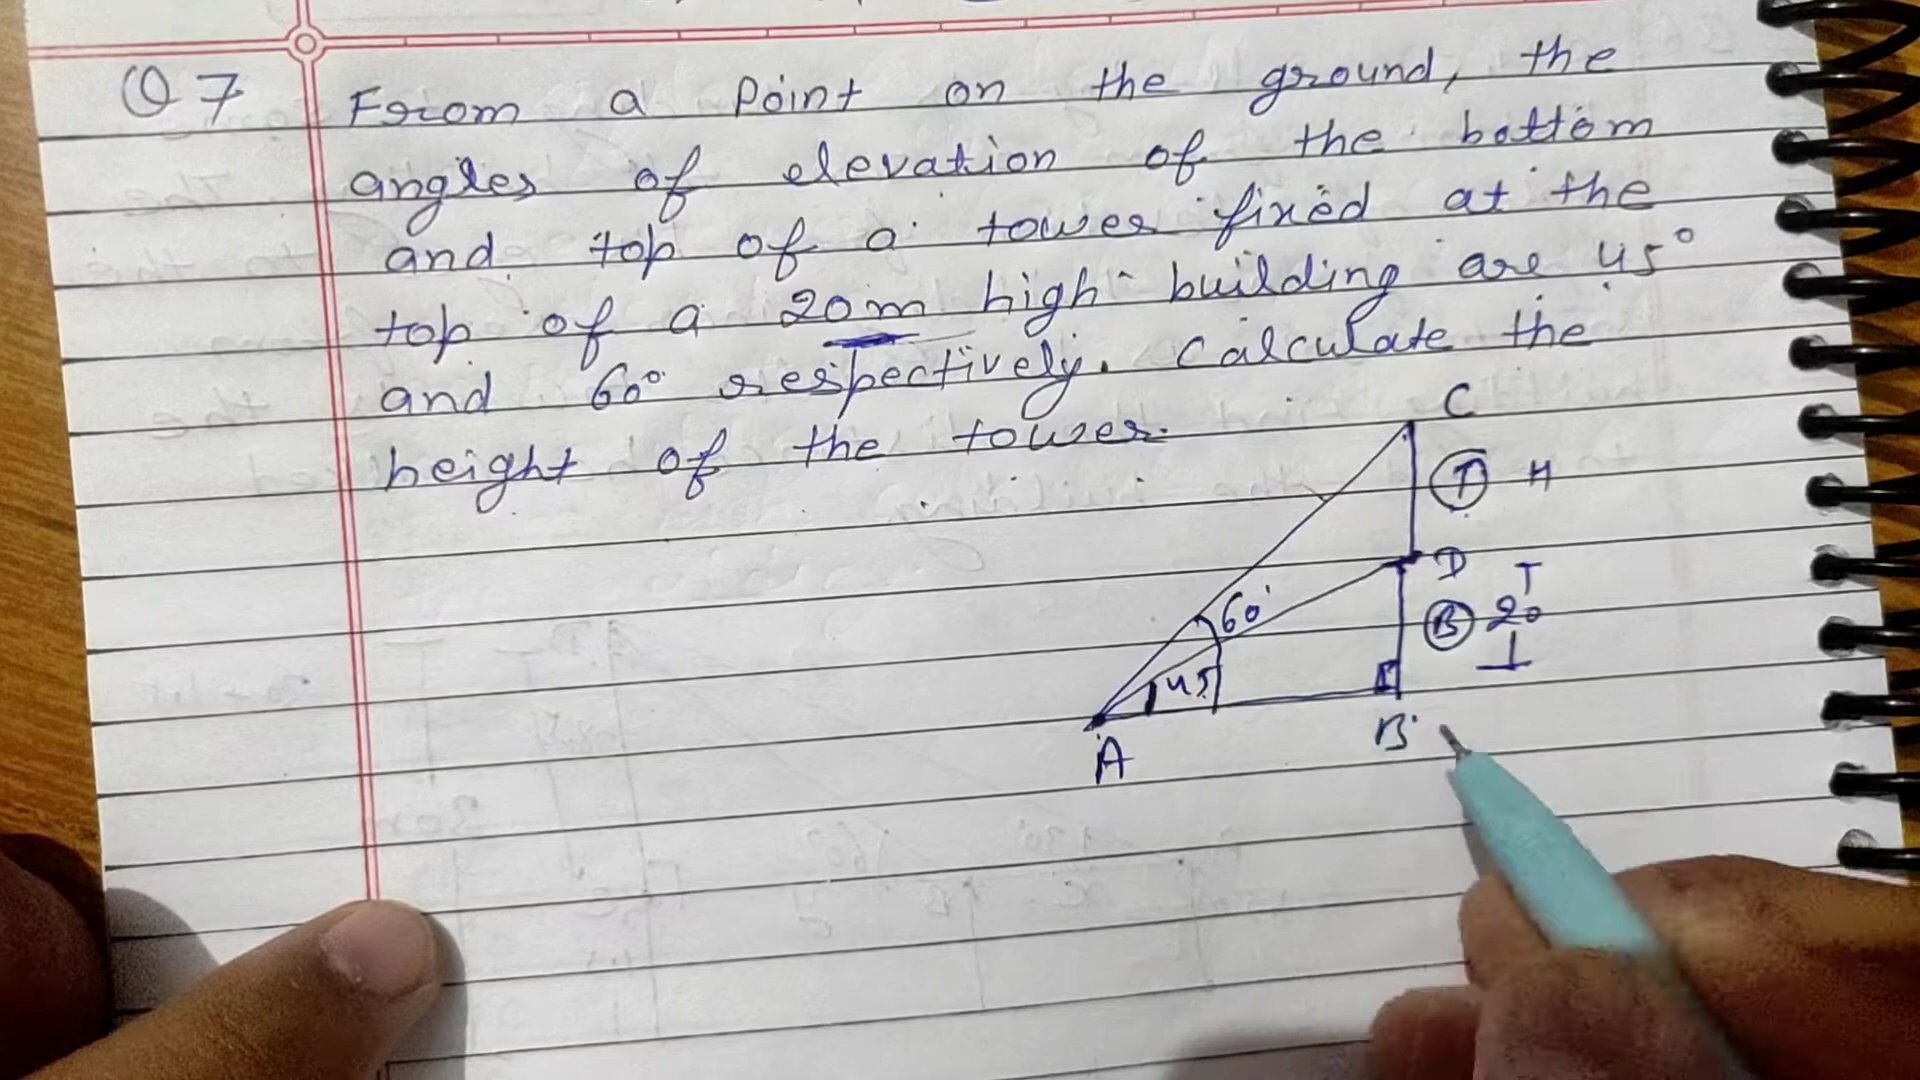 Q7 From a point on the ground, the
angles of elevation of the bottom
and top of a tower fixed at the
top of a 20m high building are 45°
and 60° respectively. Calculate the
height of the tower.
C
T H
D T
60°
B 20
45
A B